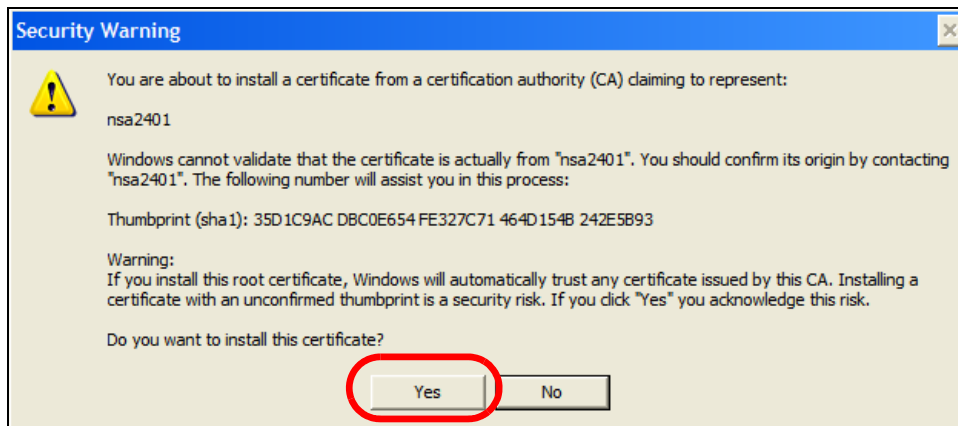 Security Warning
You are about to install a certificate from a certification authority (CA) claiming to represent:
nsa2401
Windows cannot validate that the certificate is actually from "nsa2401". You should confirm its origin by contacting
"nsa2401". The following number will assist you in this process:
Thumbprint (sha1): 35D1C9AC DBC0E654 FE327C71 464D154B 242E5B93
Warning:
If you install this root certificate, Windows will automatically trust any certificate issued by this CA. Installing a
certificate with an unconfirmed thumbprint is a security risk. If you click "Yes" you acknowledge this risk.
Do you want to install this certificate?
Yes No